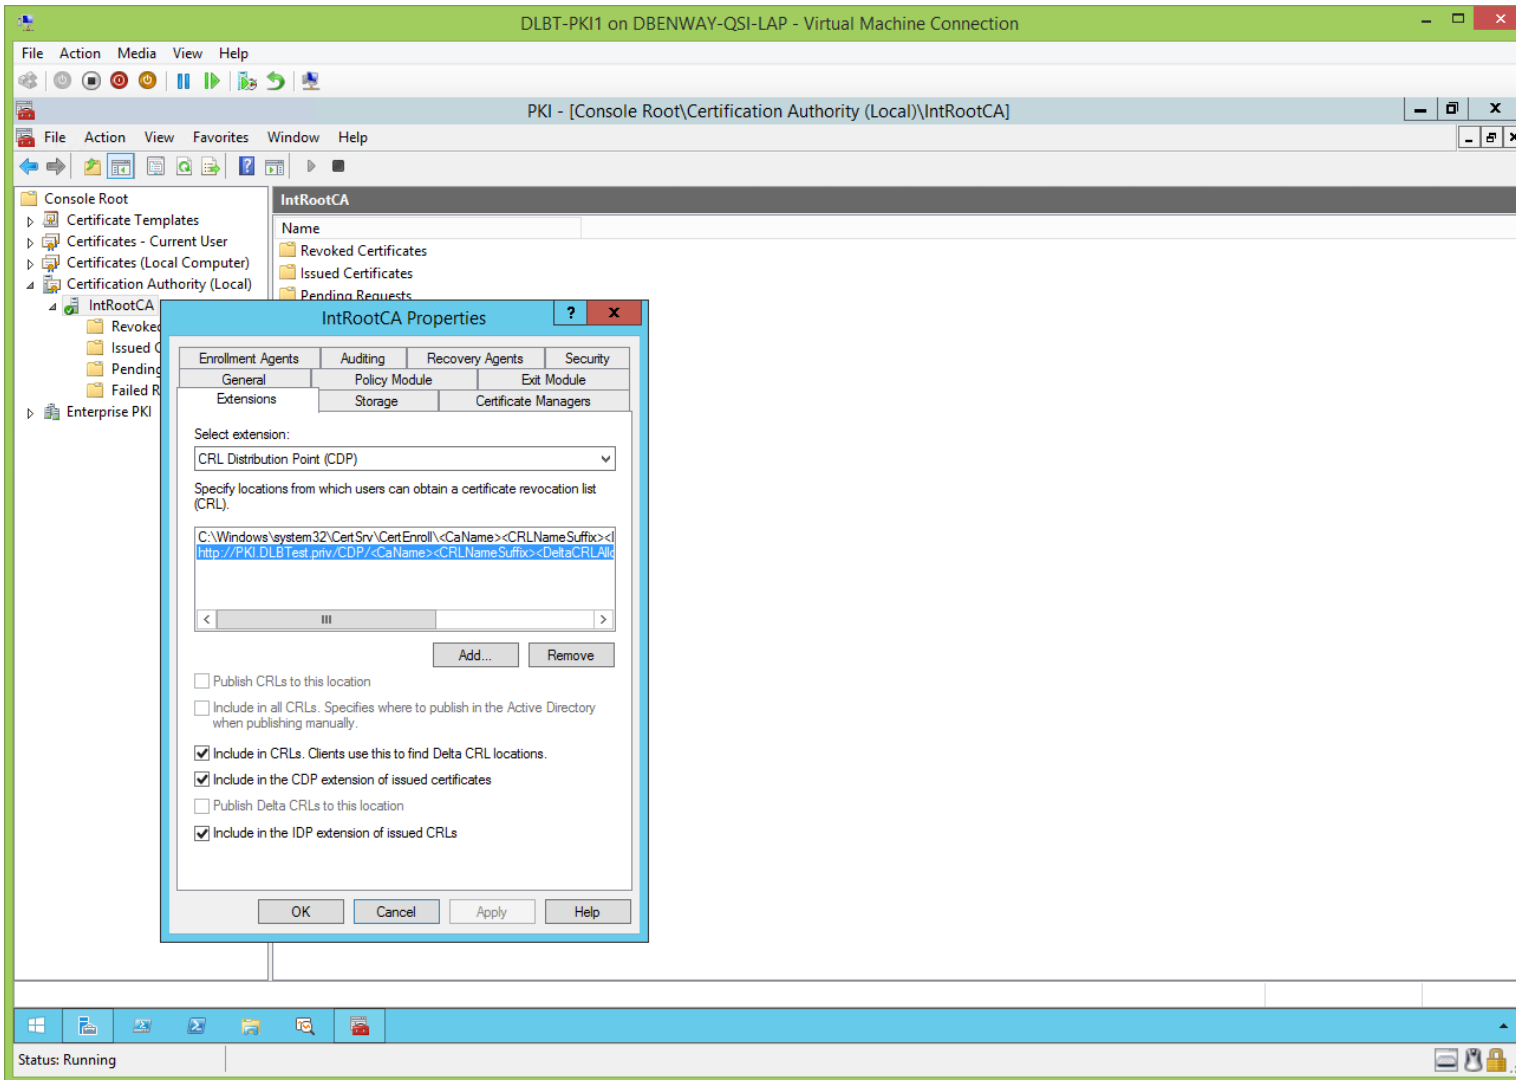 DLBT-PKI1 on DBENWAY-QSI-LAP - Virtual Machine Connection
File Action Media View Help
PKI - [Console Root\Certification Authority (Local)\IntRootCA]
File Action View Favorites Window Help
Console Root
Certificate Templates
Certificates - Current User
Certificates (Local Computer)
Certification Authority (Local)
IntRootCA
Revoked
Issued C
Pending
Failed R
Enterprise PKI
IntRootCA
Name
Revoked Certificates
Issued Certificates
Pending Requests
IntRootCA Properties
?
Enrollment Agents Auditing Recovery Agents Security
General Policy Module Exit Module
Extensions Storage Certificate Managers
Select extension:
CRL Distribution Point (CDP)
Specify locations from which users can obtain a certificate revocation list
(CRL).
C:\Windows\system32\CertSrv\CertEnroll\<CaName><CRLNameSuffix><
http://PKI.DLBTest.priv/CDP/<CaName><CRLNameSuffix><DeltaCRLAllo
Add... Remove
Publish CRLs to this location
Include in all CRLs. Specifies where to publish in the Active Directory
when publishing manually.
Include in CRLs. Clients use this to find Delta CRL locations.
Include in the CDP extension of issued certificates
Publish Delta CRLs to this location
Include in the IDP extension of issued CRLs
OK Cancel Apply Help
Status: Running